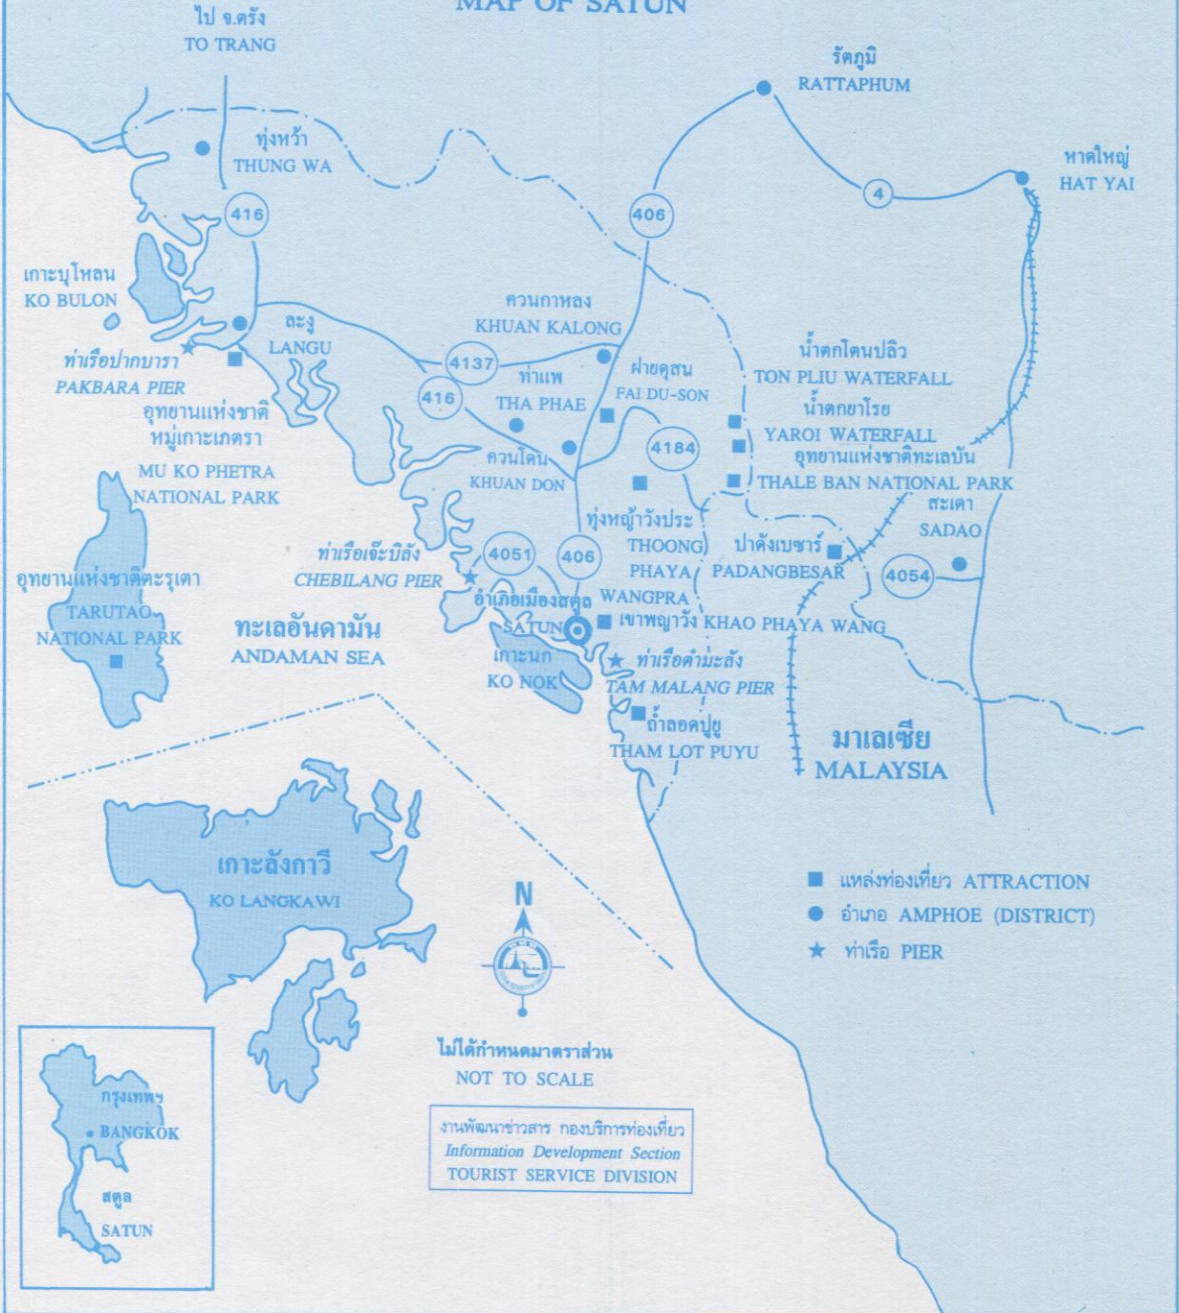 MAP OF SATUN
ไป จ.ตรัง
TO TRANG
รัตภูมิ
RATTAPHUM
ทุ่งหว้า
THUNG WA
หาดใหญ่
HAT YAI
416
406
4
เกาะบุโหลน
KO BULON
ละงู
LANGU
ควนกาหลง
KHUAN KALONG
ท่าเรือปากบารา
PAKBARA PIER
4137
416
ท่าแพ
THA PHAE
ฝายดุสน
FAI DU-SON
น้ำตกโตนปลิว
TON PLIU WATERFALL
น้ำตกยาโรย
YAROI WATERFALL
อุทยานแห่งชาติ
หมู่เกาะเภตรา
MU KO PHETRA
NATIONAL PARK
ควนโดน
KHUAN DON
4184
อุทยานแห่งชาติทะเลบัน
THALE BAN NATIONAL PARK
สะเดา
SADAO
ทุ่งหญ้าวังประ
THOONG
PHAYA
WANGPRA
ปาดังเบซาร์
PADANGBESAR
4054
ท่าเรือเจ๊ะบิลัง
CHEBILANG PIER
4051
406
อุทยานแห่งชาติตะรุเตา
TARUTAO
NATIONAL PARK
ทะเลอันดามัน
ANDAMAN SEA
อำเภอเมืองสตูล
SATUN
เขาพญาวัง KHAO PHAYA WANG
เกาะนก
KO NOK
ท่าเรือตำมะลัง
TAM MALANG PIER
ถ้ำลอดปูยู
THAM LOT PUYU
มาเลเซีย
MALAYSIA
เกาะลังกาวี
KO LANGKAWI
N
แหล่งท่องเที่ยว ATTRACTION
อำเภอ AMPHOE (DISTRICT)
ท่าเรือ PIER
ไม่ได้กำหนดมาตราส่วน
NOT TO SCALE
งานพัฒนาข่าวสาร กองบริการท่องเที่ยว
Information Development Section
TOURIST SERVICE DIVISION
กรุงเทพฯ
BANGKOK
สตูล
SATUN